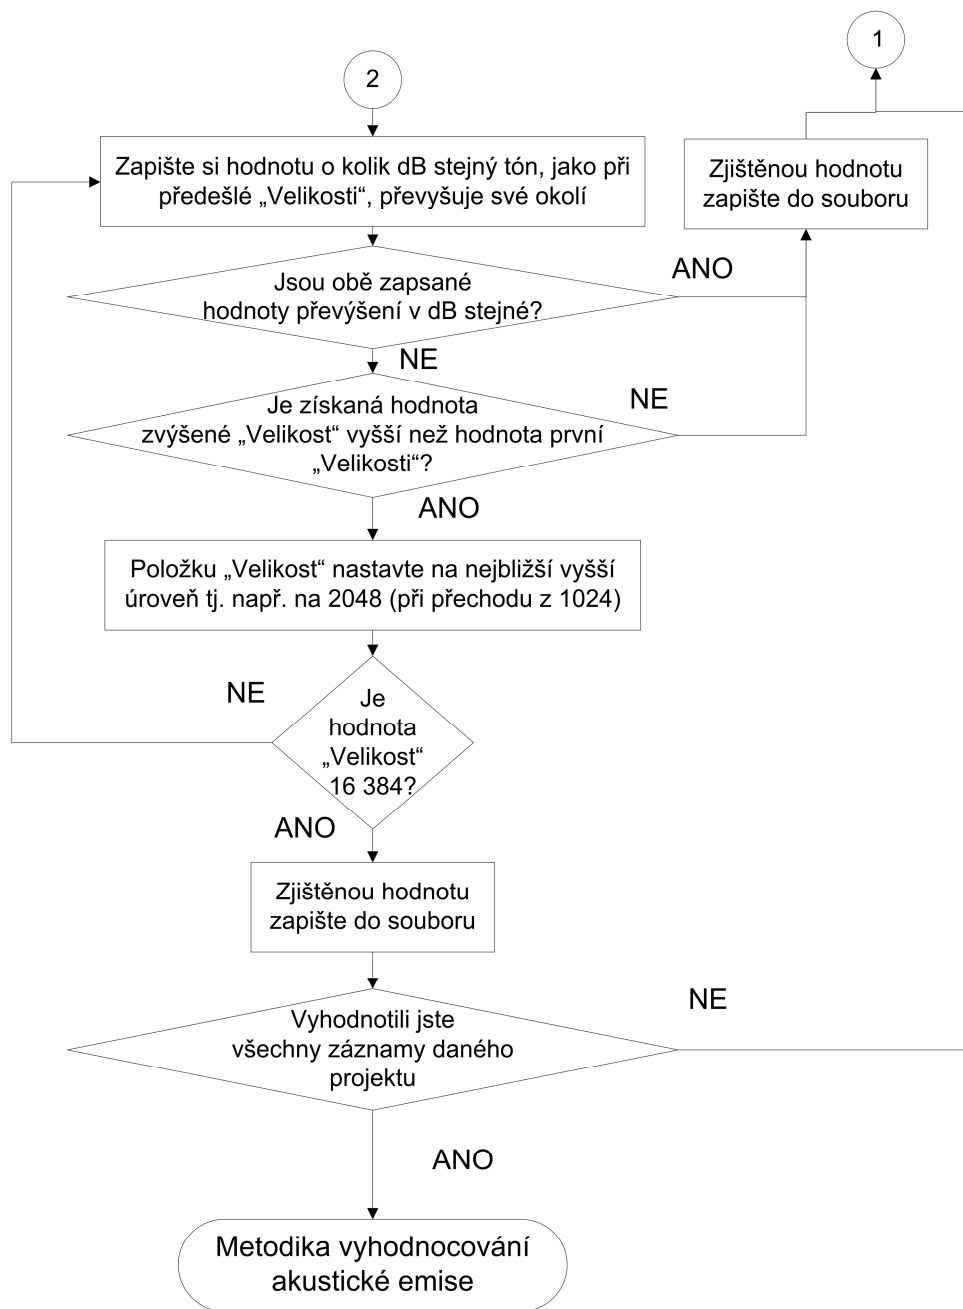 1
2
Zapište si hodnotu o kolik dB stejný tón, jako při
předešlé „Velikosti“, převyšuje své okolí
Zjištěnou hodnotu
zapište do souboru
ANO
Jsou obě zapsané
hodnoty převýšení v dB stejné?
NE
Je získaná hodnota
zvýšené „Velikost“ vyšší než hodnota první
„Velikosti“?
NE
ANO
Položku „Velikost“ nastavte na nejbližší vyšší
úroveň tj. např. na 2048 (při přechodu z 1024)
NE
Je
hodnota
„Velikost“
16 384?
ANO
Zjištěnou hodnotu
zapište do souboru
NE
Vyhodnotili jste
všechny záznamy daného
projektu
ANO
Metodika vyhodnocování
akustické emise